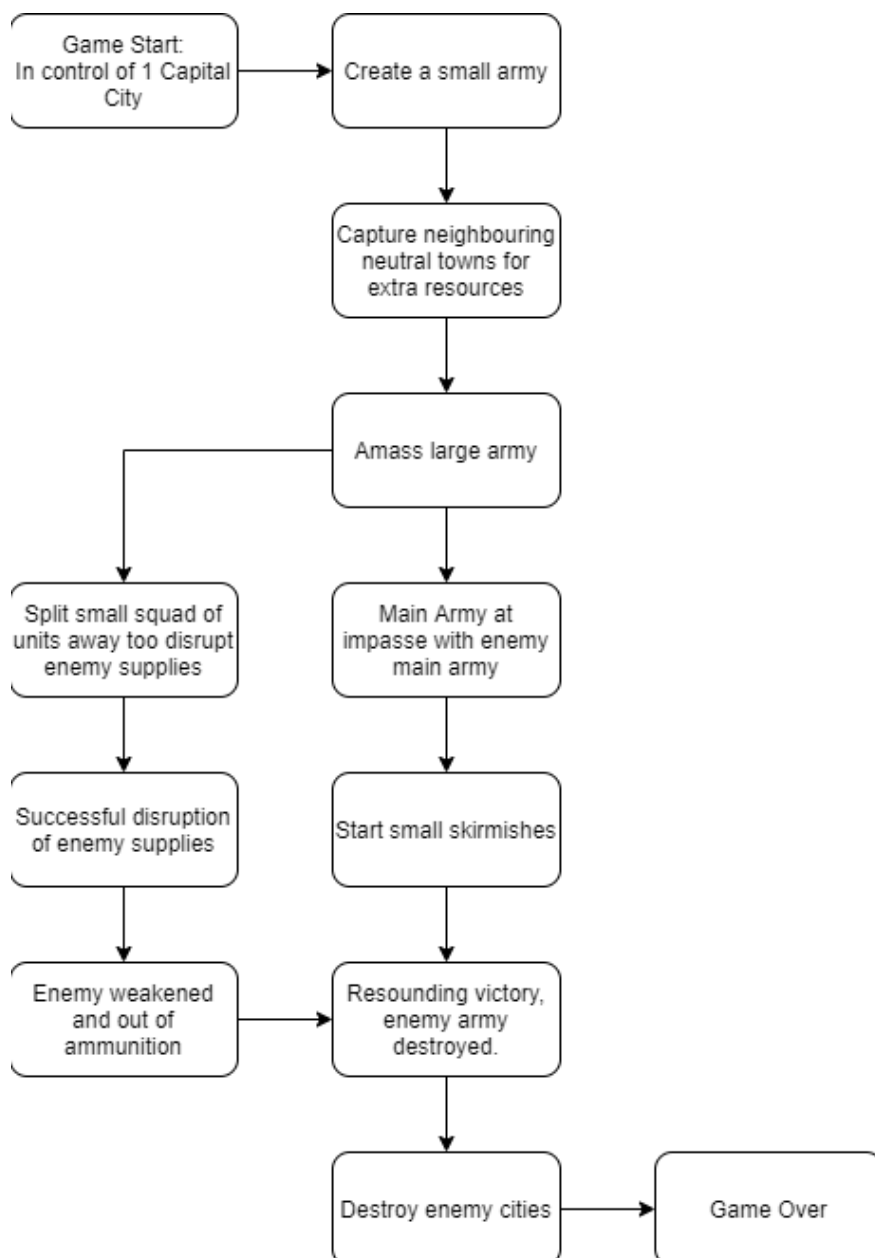 Game Start:
In control of 1 Capital
City
Create a small army
Capture neighbouring
neutral towns for
extra resources
Amass large army
Split small squad of
units away too disrupt
enemy supplies
Main Army at
impasse with enemy
main army
Successful disruption
of enemy supplies
Start small skirmishes
Enemy weakened
and out of
ammunition
Resounding victory,
enemy army
destroyed.
Destroy enemy cities
Game Over